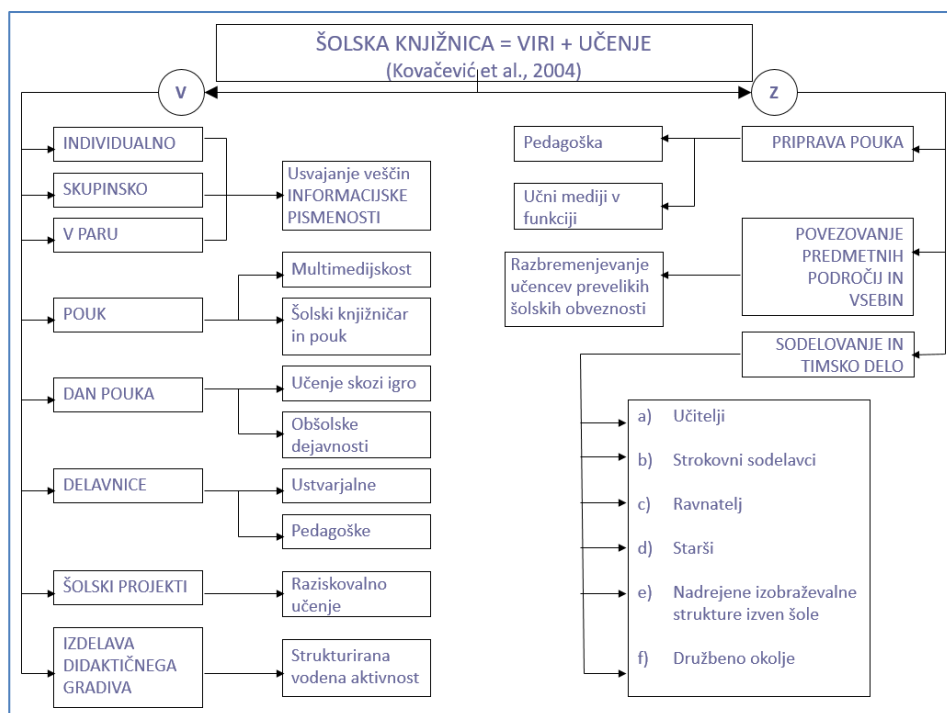 ŠOLSKA KNJIŽNICA = VIRI + UČENJE
(Kovačević et al., 2004)
V
INDIVIDUALNO
SKUPINSKO
V PARU
Usvajanje veščin
INFORMACIJSKE
PISMENOSTI
POUK
Multimedijskost
Šolski knjižničar
in pouk
DAN POUKA
Učenje skozi igro
Obšolske
dejavnosti
DELAVNICE
Ustvarjalne
Pedagoške
ŠOLSKI PROJEKTI
Raziskovalno
učenje
IZDELAVA
DIDAKTIČNEGA
GRADIVA
Strukturirana
vodena aktivnost
Z
PRIPRAVA POUKA
Pedagoška
Učni mediji v
funkciji
POVEZOVANJE
PREDMETNIH
PODROČIJ IN
VSEBIN
Razbremenjevanje
učencev prevelikih
šolskih obveznosti
SODELOVANJE IN
TIMSKO DELO
a) Učitelji
b) Strokovni sodelavci
c) Ravnatelj
d) Starši
e) Nadrejene izobraževalne
strukture izven šole
f) Družbeno okolje